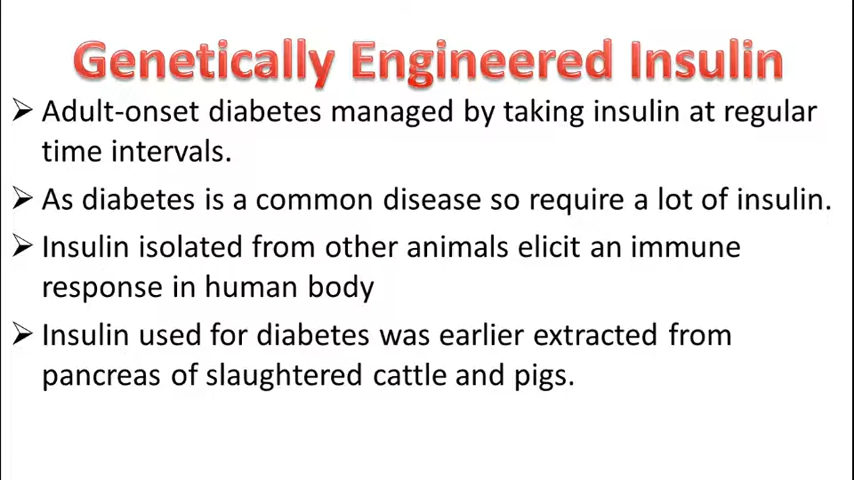 Genetically Engineered Insulin
➢ Adult-onset diabetes managed by taking insulin at regular
time intervals.
➢ As diabetes is a common disease so require a lot of insulin.
➢ Insulin isolated from other animals elicit an immune
response in human body
➢ Insulin used for diabetes was earlier extracted from
pancreas of slaughtered cattle and pigs.